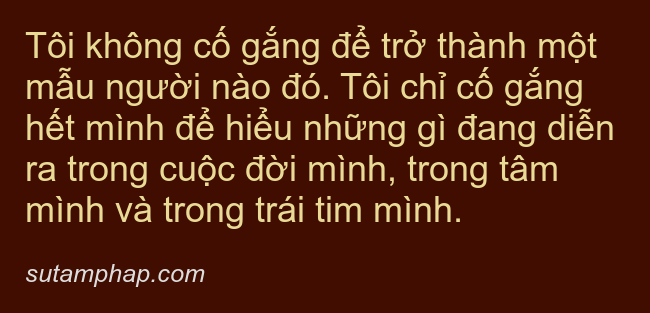 Tôi không cố gắng để trở thành một
mẫu người nào đó. Tôi chỉ cố gắng
hết mình để hiểu những gì đang diễn
ra trong cuộc đời mình, trong tâm
mình và trong trái tim mình.
sutamphap.com